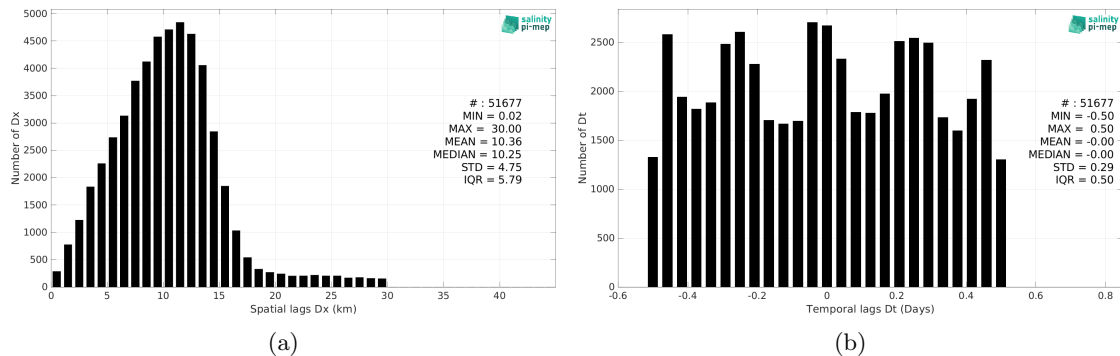 5000
4500
4000
3500
3000
2500
2000
1500
1000
500
0
Number of Dx
0 5 10 15 20 25 30 35 40
Spatial lags Dx (km)
salinity
pi-mep
# : 51677
MIN = 0.02
MAX = 30.00
MEAN = 10.36
MEDIAN = 10.25
STD = 4.75
IQR = 5.79
(a)
2500
2000
1500
1000
500
0
Number of Dt
-0.6 -0.4 -0.2 0 0.2 0.4 0.6 0.8
Temporal lags Dt (Days)
salinity
pi-mep
# : 51677
MIN = -0.50
MAX = 0.50
MEAN = -0.00
MEDIAN = -0.00
STD = 0.29
IQR = 0.50
(b)